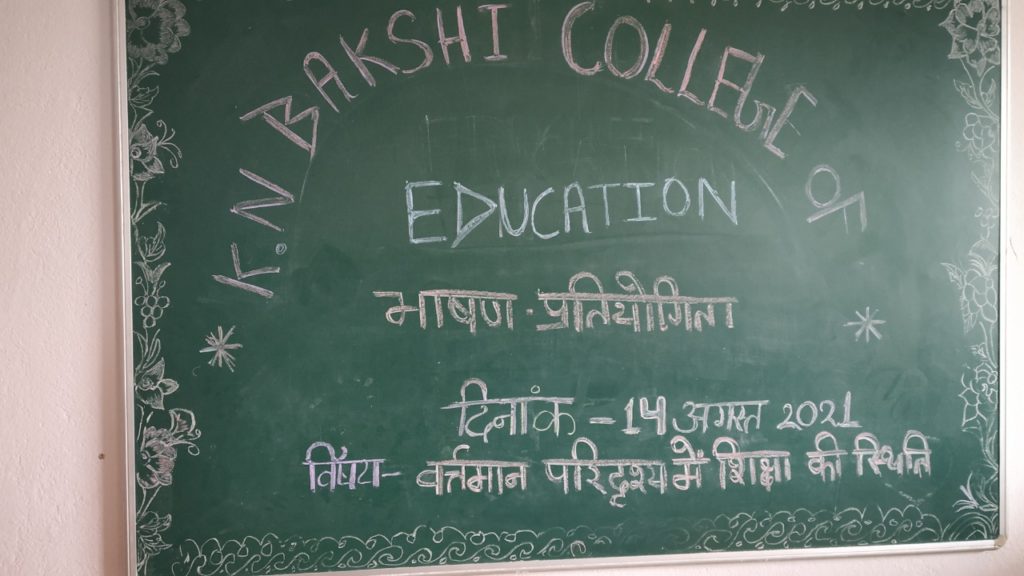 K.N BAKSHI COLLEGE OF
EDUCATION
भाषण - प्रतियोगिता
दिनांक - 14 अगस्त 2021
विषय- वर्त्तमान परिदृश्य में शिक्षा की स्थिति